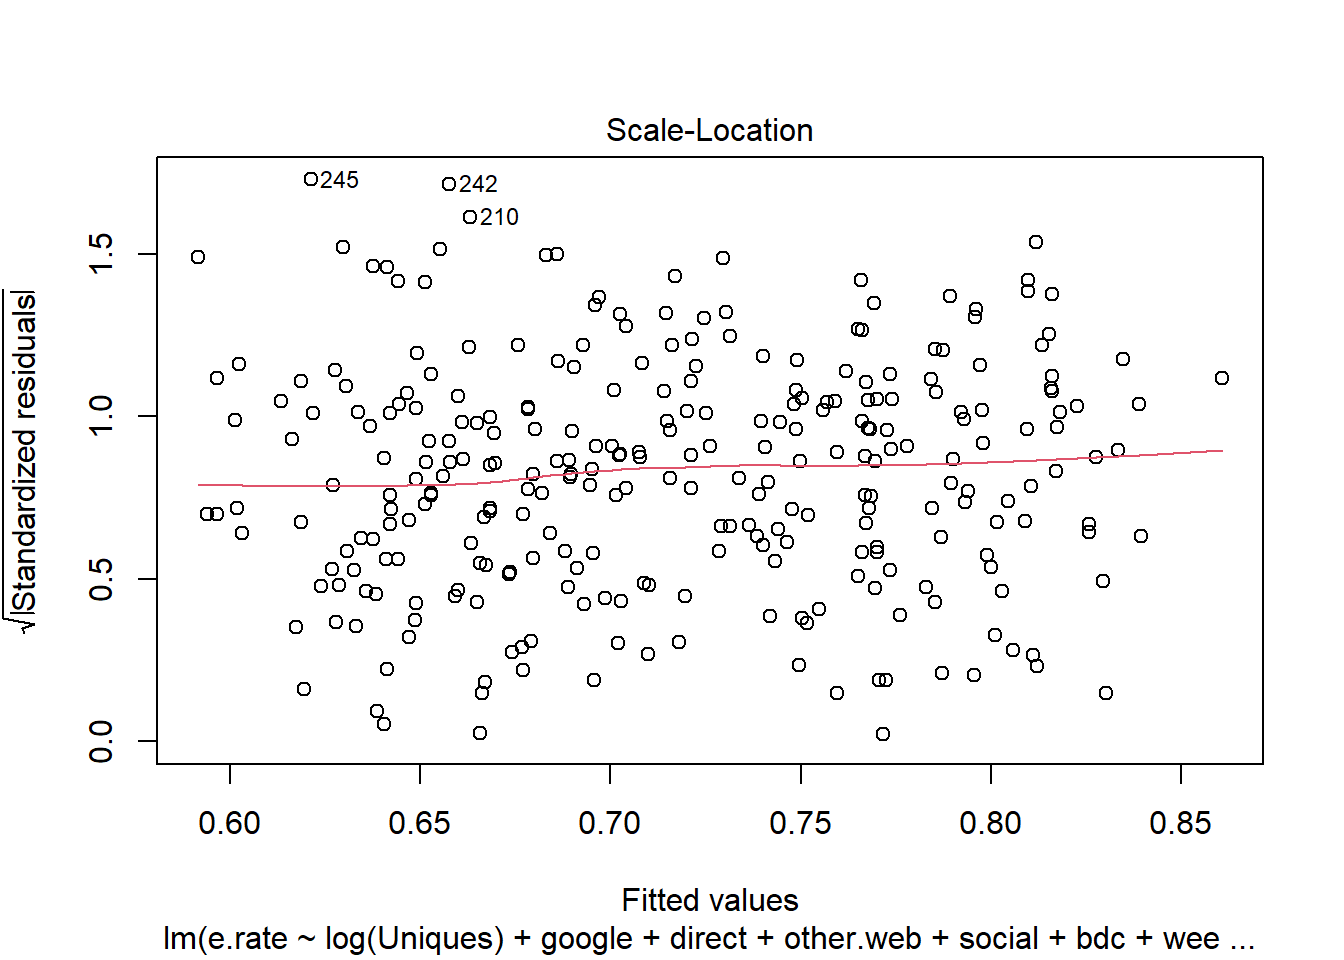 Scale-Location
245
242
210
√|Standardized residuals|
1.5
1.0
0.5
0.0
0.60 0.65 0.70 0.75 0.80 0.85
Fitted values
lm(e.rate ~ log(Uniques) + google + direct + other.web + social + bdc + wee ...